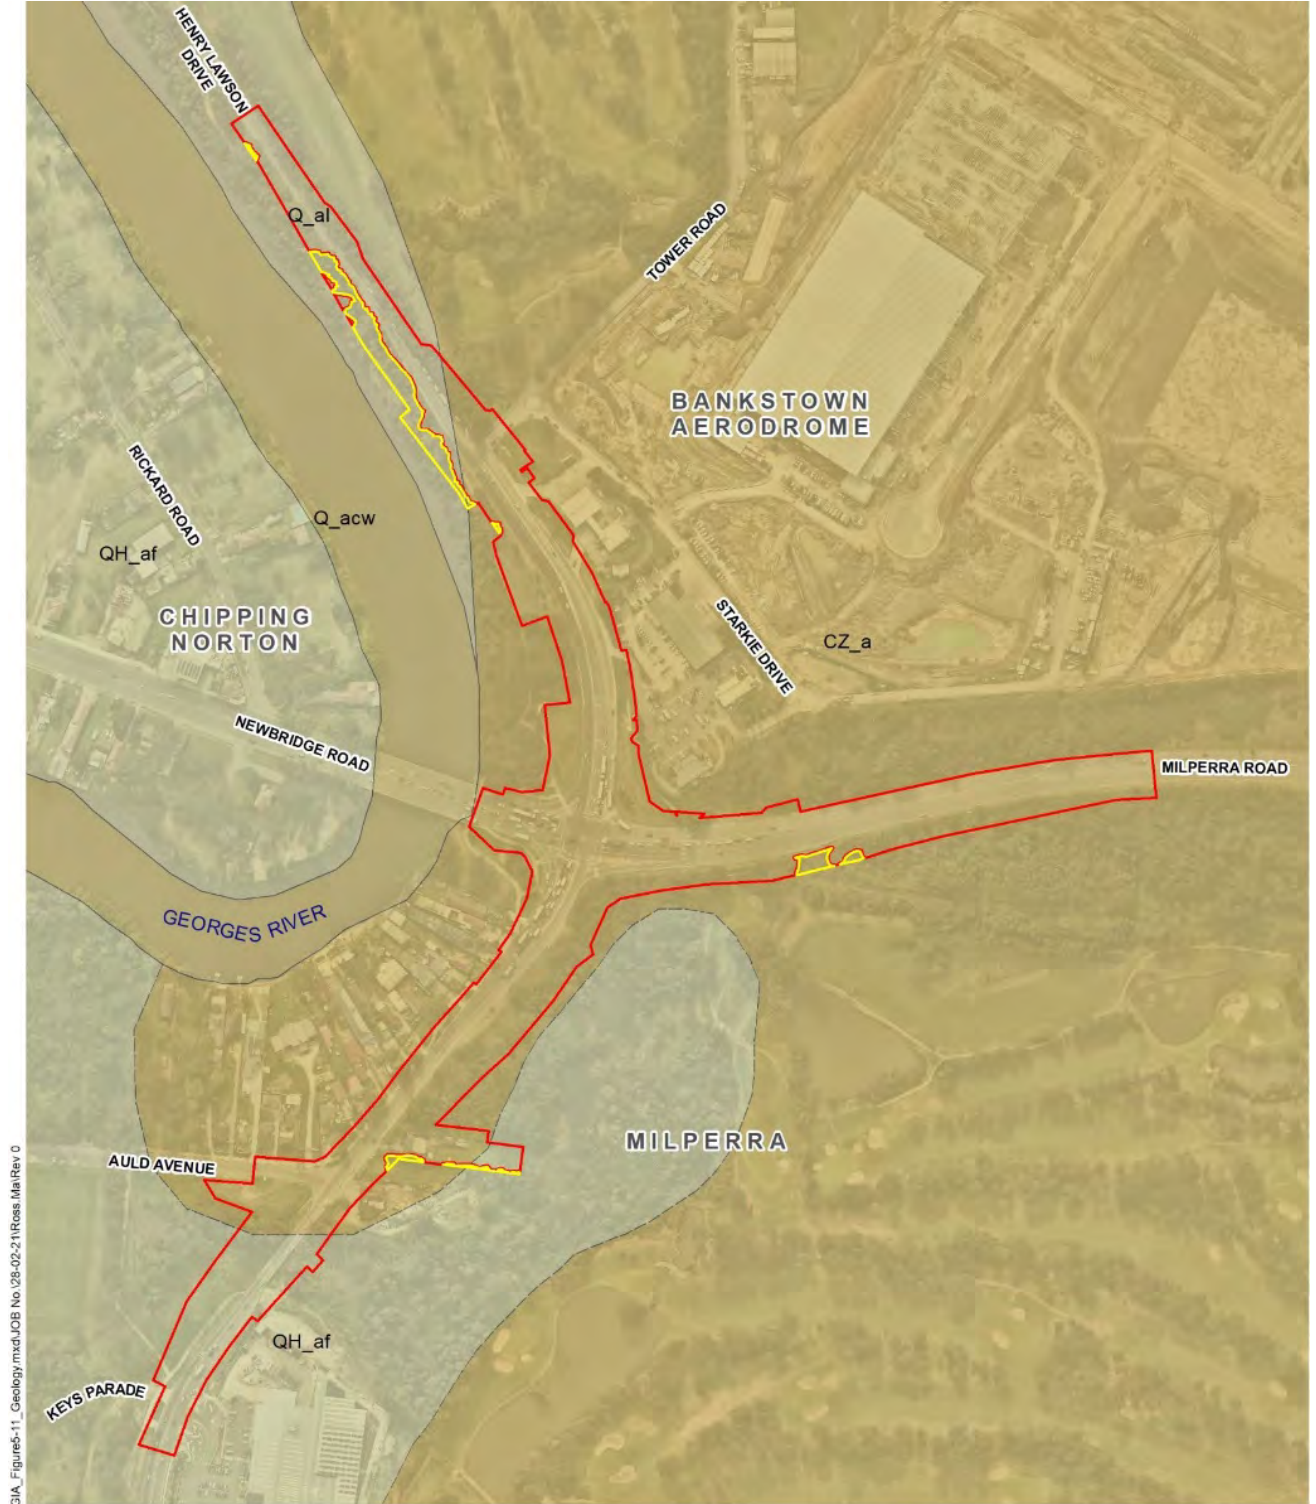 HENRY LAWSON
DRIVE
Q_al
TOWER ROAD
BANKSTOWN
AERODROME
RICKARD ROAD
Q_acw
QH_af
CHIPPING
NORTON
STARKIE DRIVE
CZ_a
NEWBRIDGE ROAD
MILPERRA ROAD
GEORGES RIVER
MILPERRA
AULD AVENUE
QH_af
KEYS PARADE
GIA_Figure5-11_Geology.mxd\JOB No.\28-02-21\Ross.Ma\Rev 0